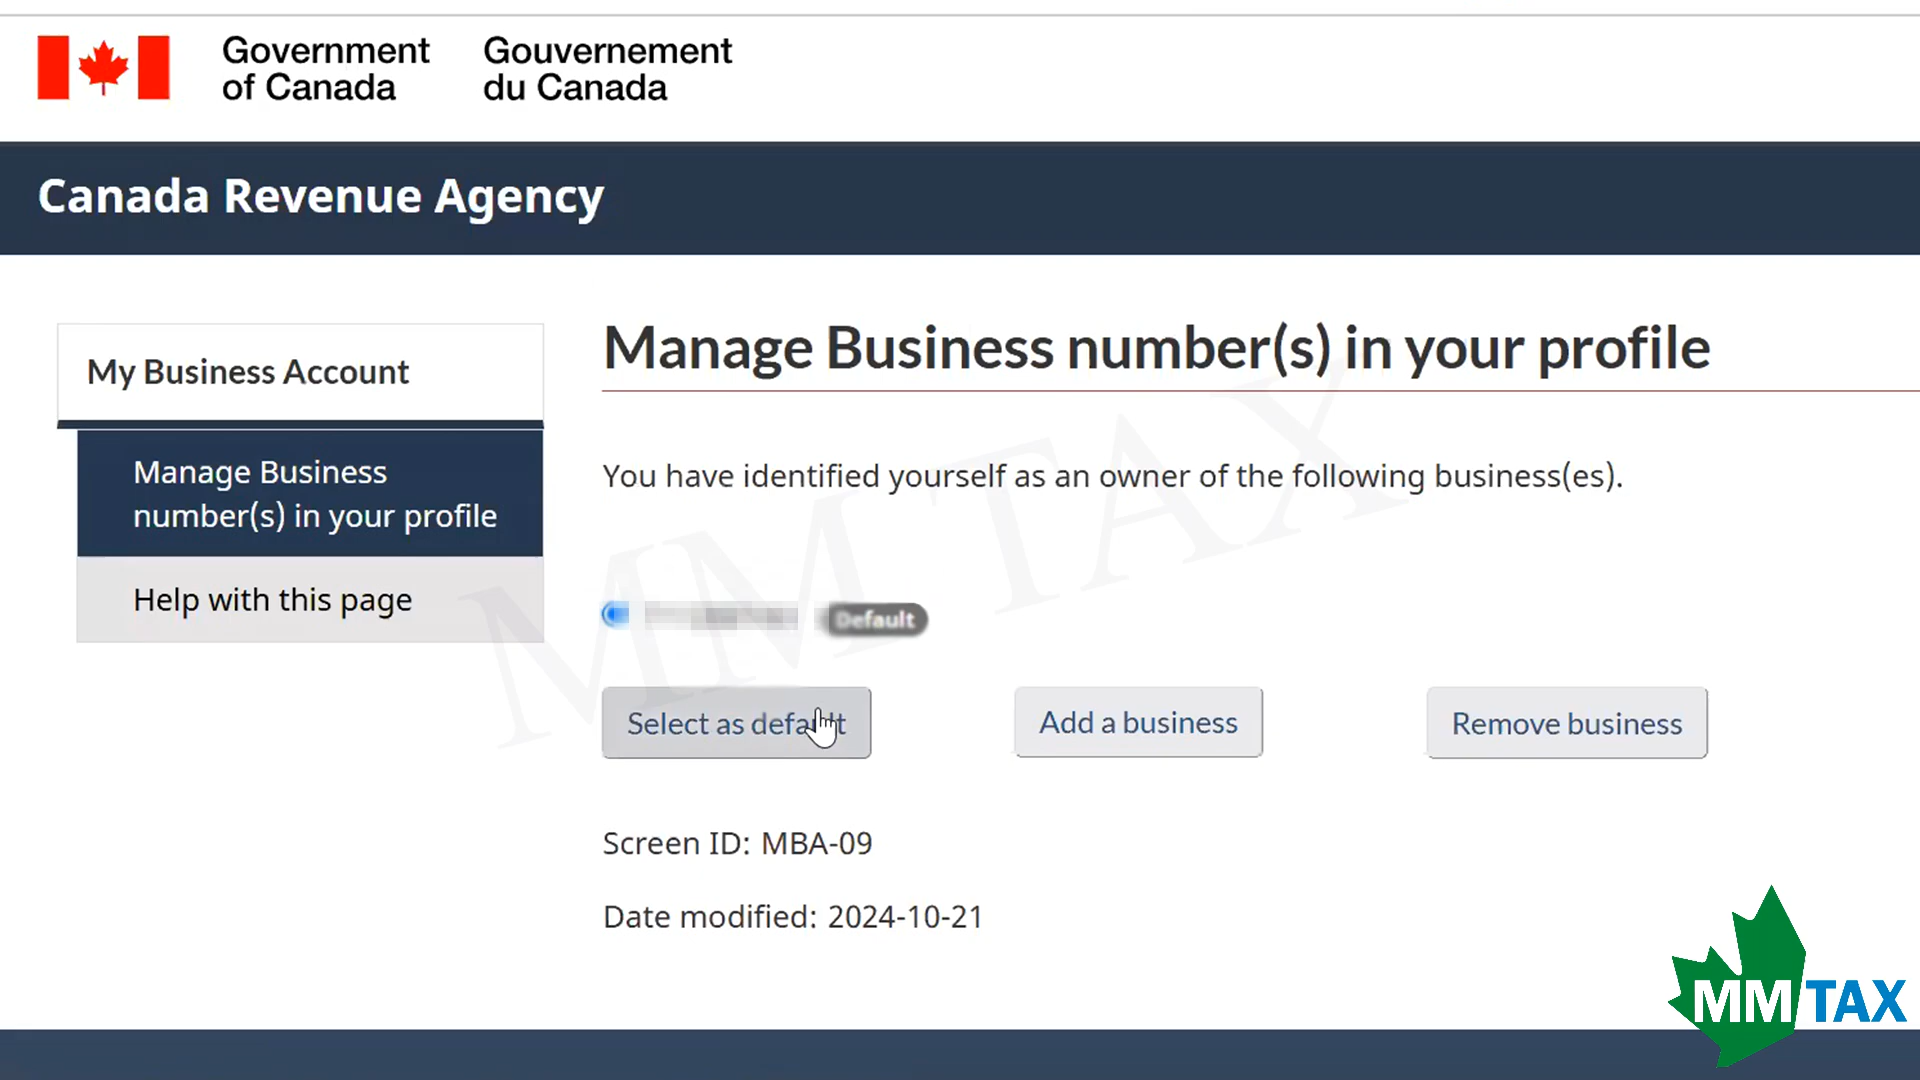 Government
of Canada
Gouvernement
du Canada
Canada Revenue Agency
My Business Account
Manage Business
number(s) in your profile
Help with this page
Manage Business number(s) in your profile
You have identified yourself as an owner of the following business(es).
Default
Select as default
Add a business
Remove business
Screen ID: MBA-09
Date modified: 2024-10-21
MM TAX
MM TAX